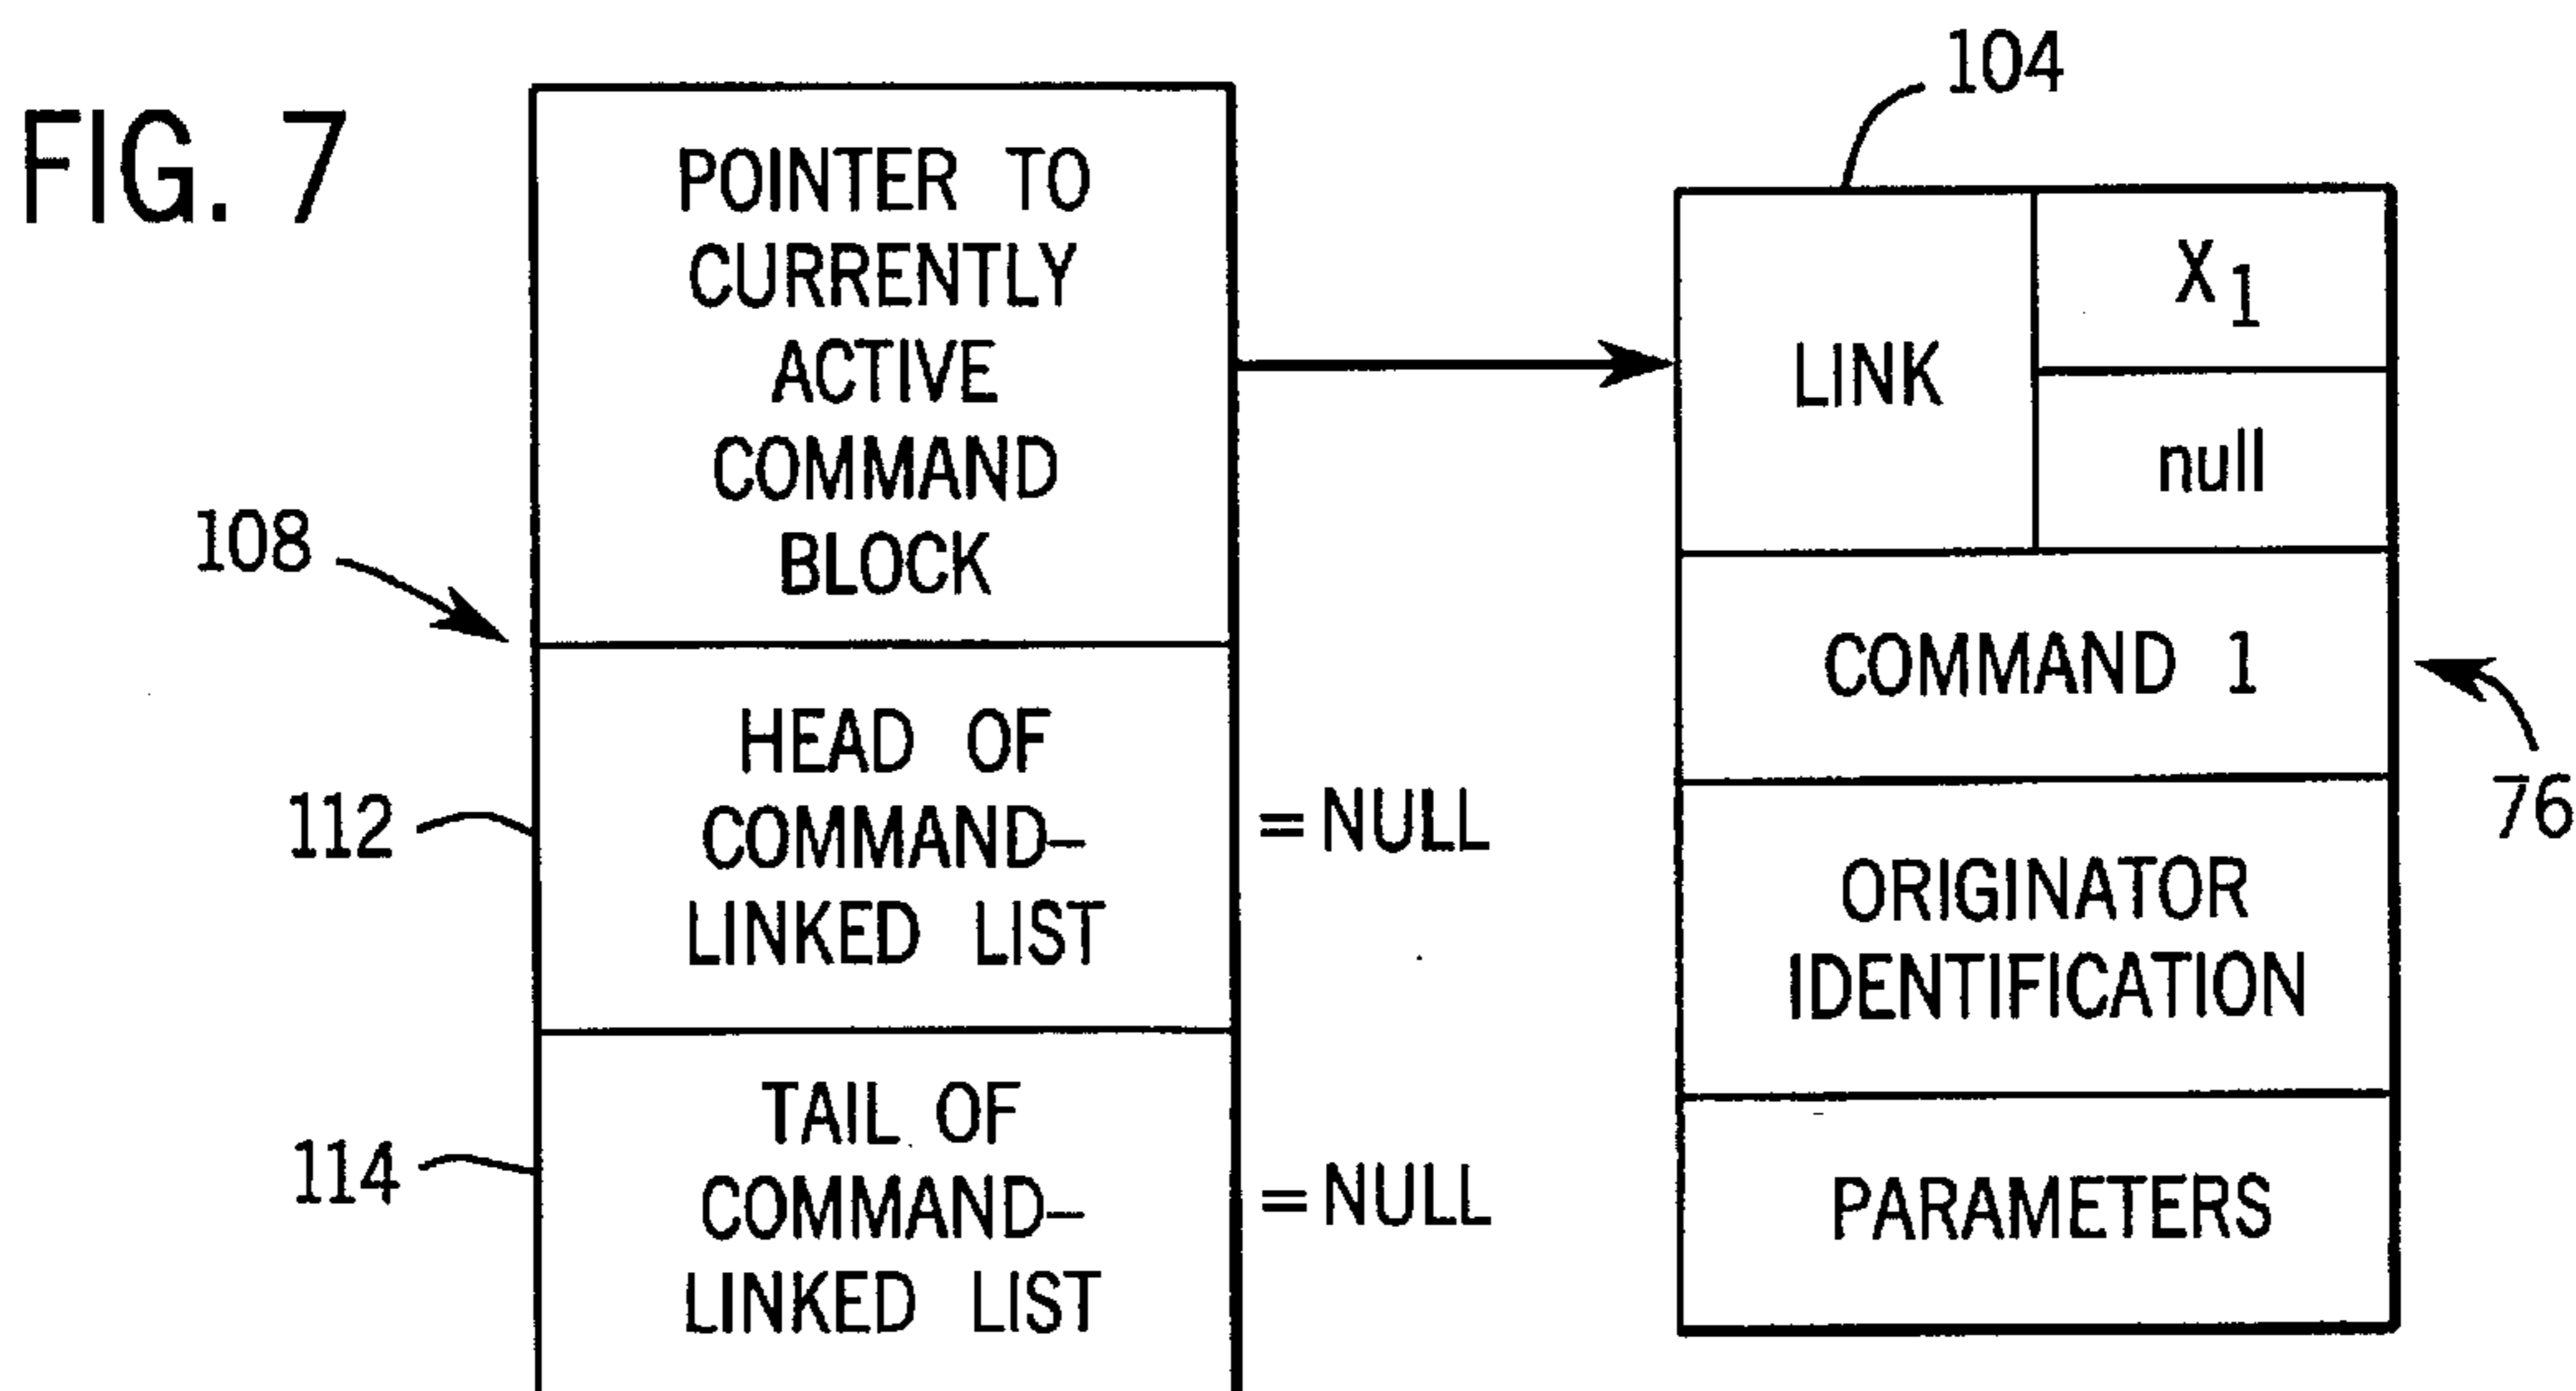 FIG. 7
POINTER TO
CURRENTLY
ACTIVE
COMMAND
BLOCK
108
HEAD OF
COMMAND-
LINKED LIST
= NULL
112
TAIL OF
COMMAND-
LINKED LIST
= NULL
114
104
LINK
X1
null
COMMAND 1
76
ORIGINATOR
IDENTIFICATION
PARAMETERS